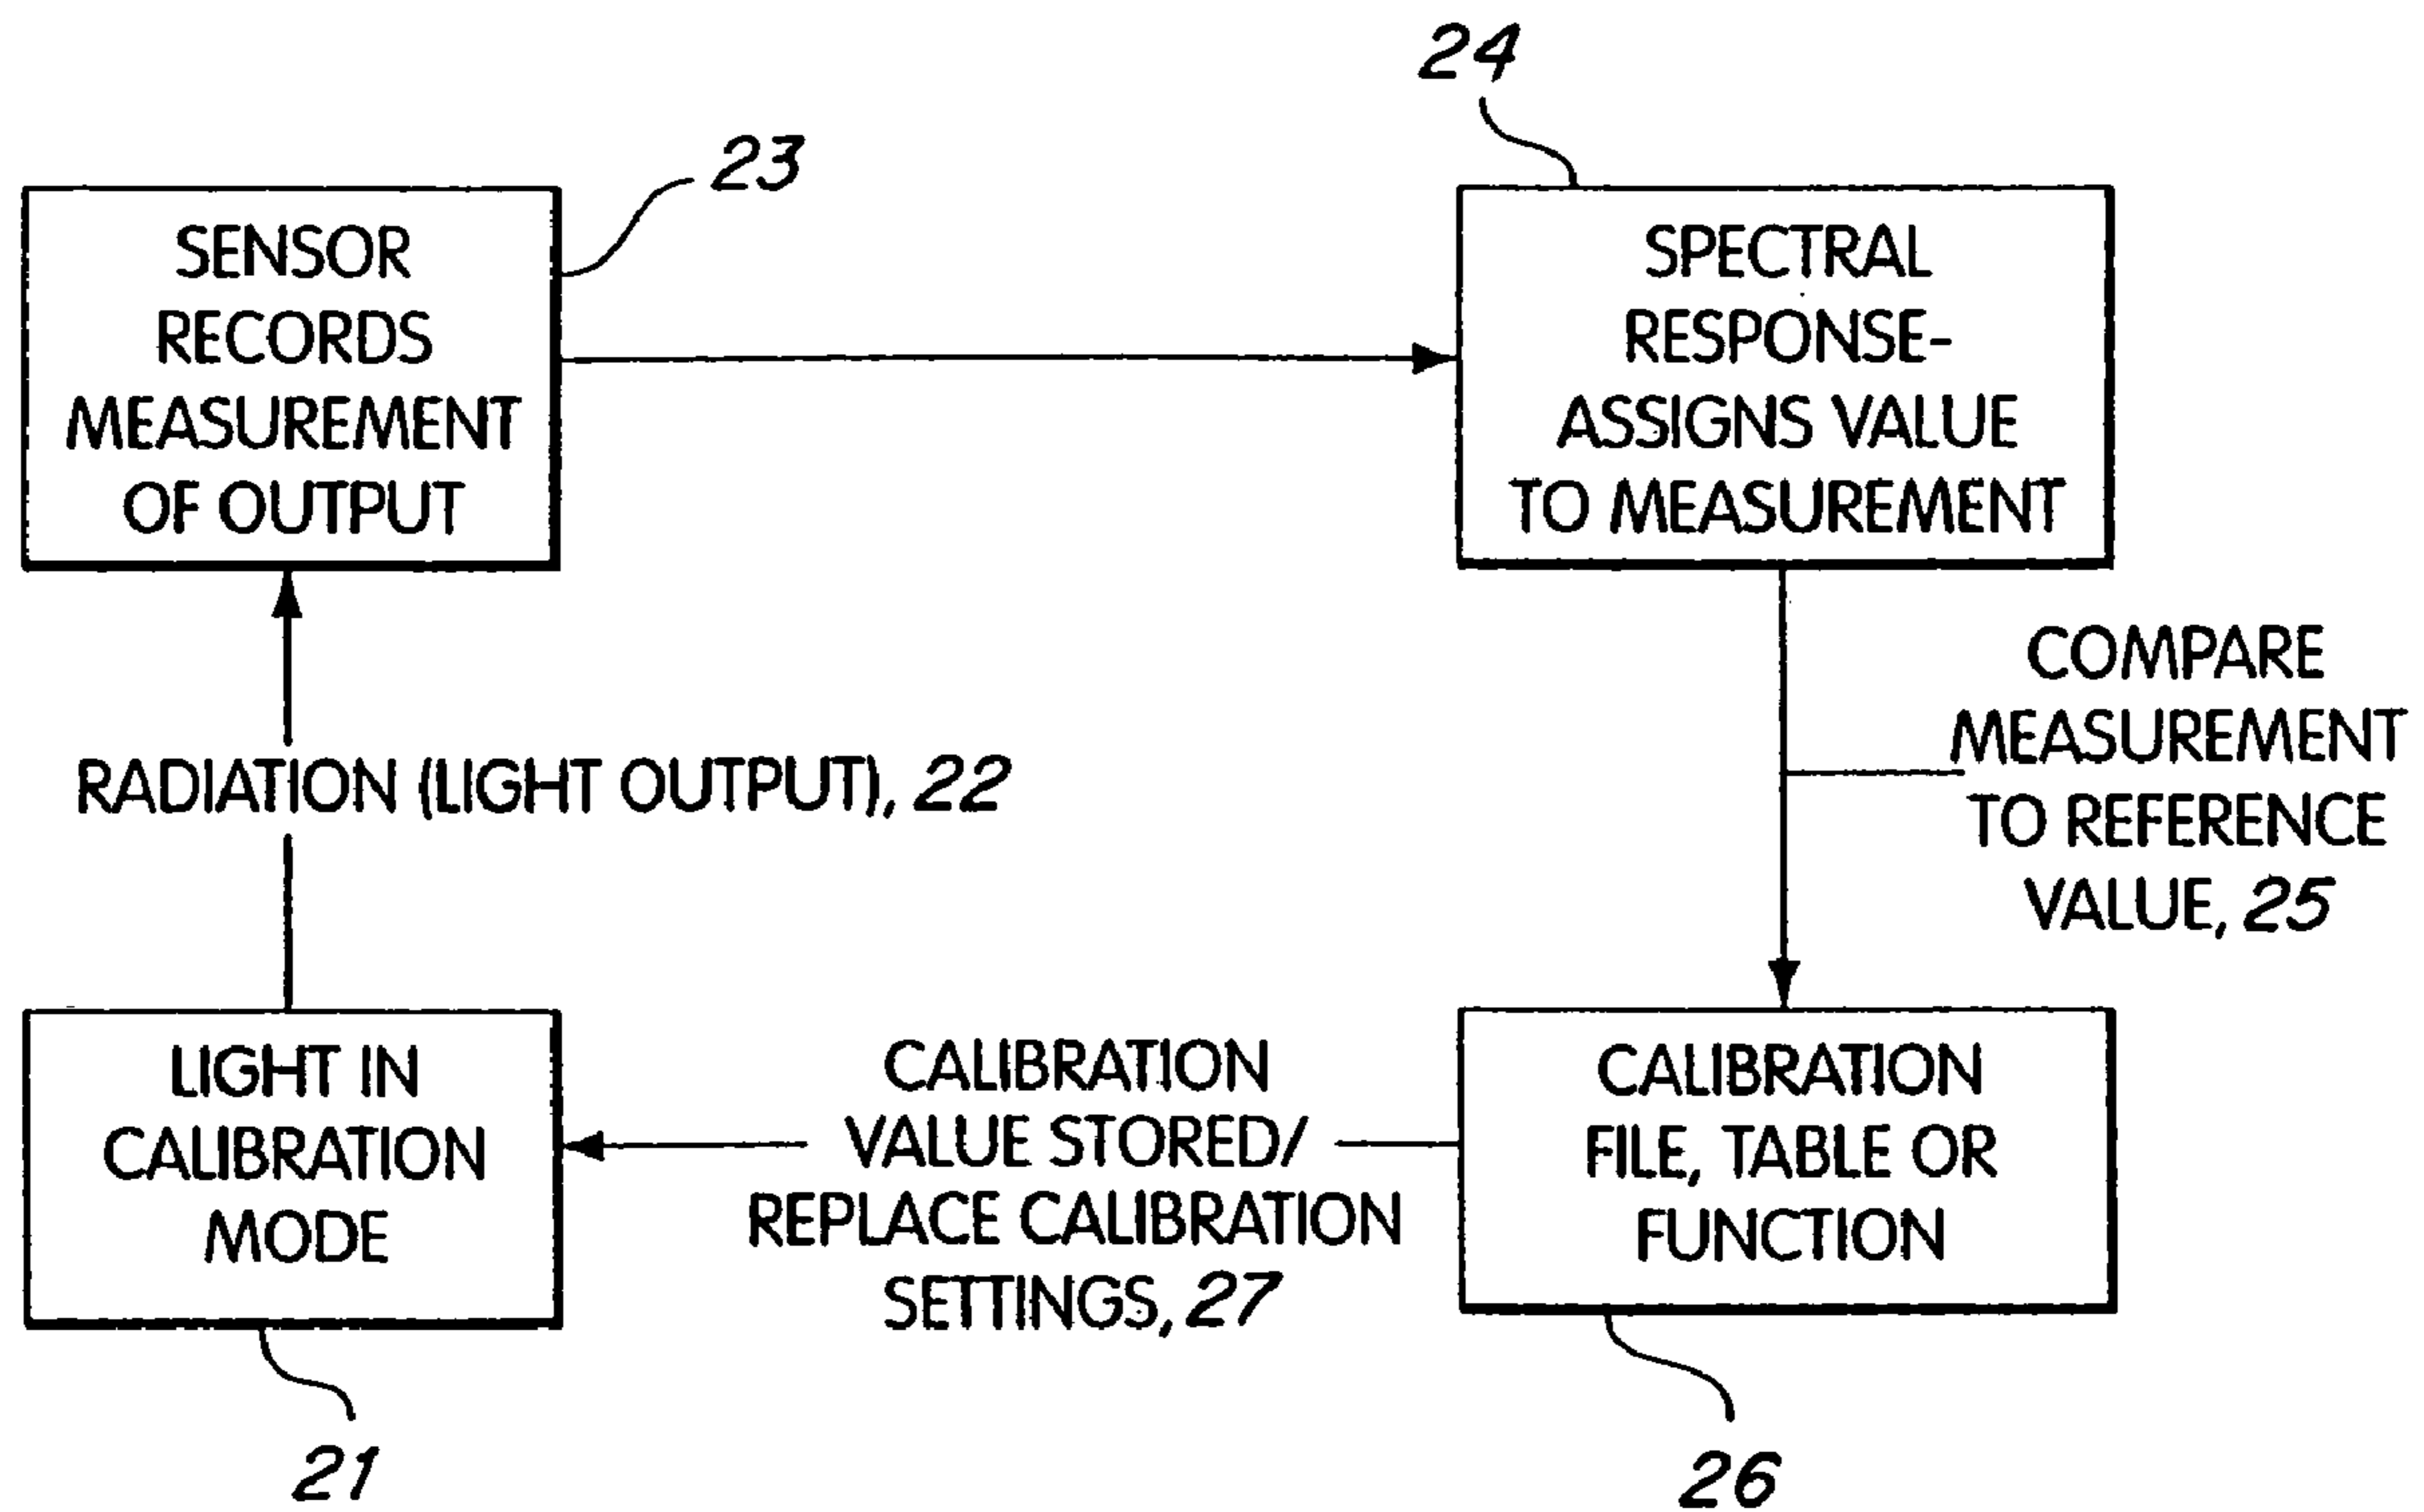 24
23
SENSOR
RECORDS
MEASUREMENT
OF OUTPUT
SPECTRAL
RESPONSE-
ASSIGNS VALUE
TO MEASUREMENT
COMPARE
MEASUREMENT
TO REFERENCE
VALUE, 25
RADIATION (LIGHT OUTPUT), 22
LIGHT IN
CALIBRATION
MODE
CALIBRATION
VALUE STORED/
REPLACE CALIBRATION
SETTINGS, 27
CALIBRATION
FILE, TABLE OR
FUNCTION
21
26